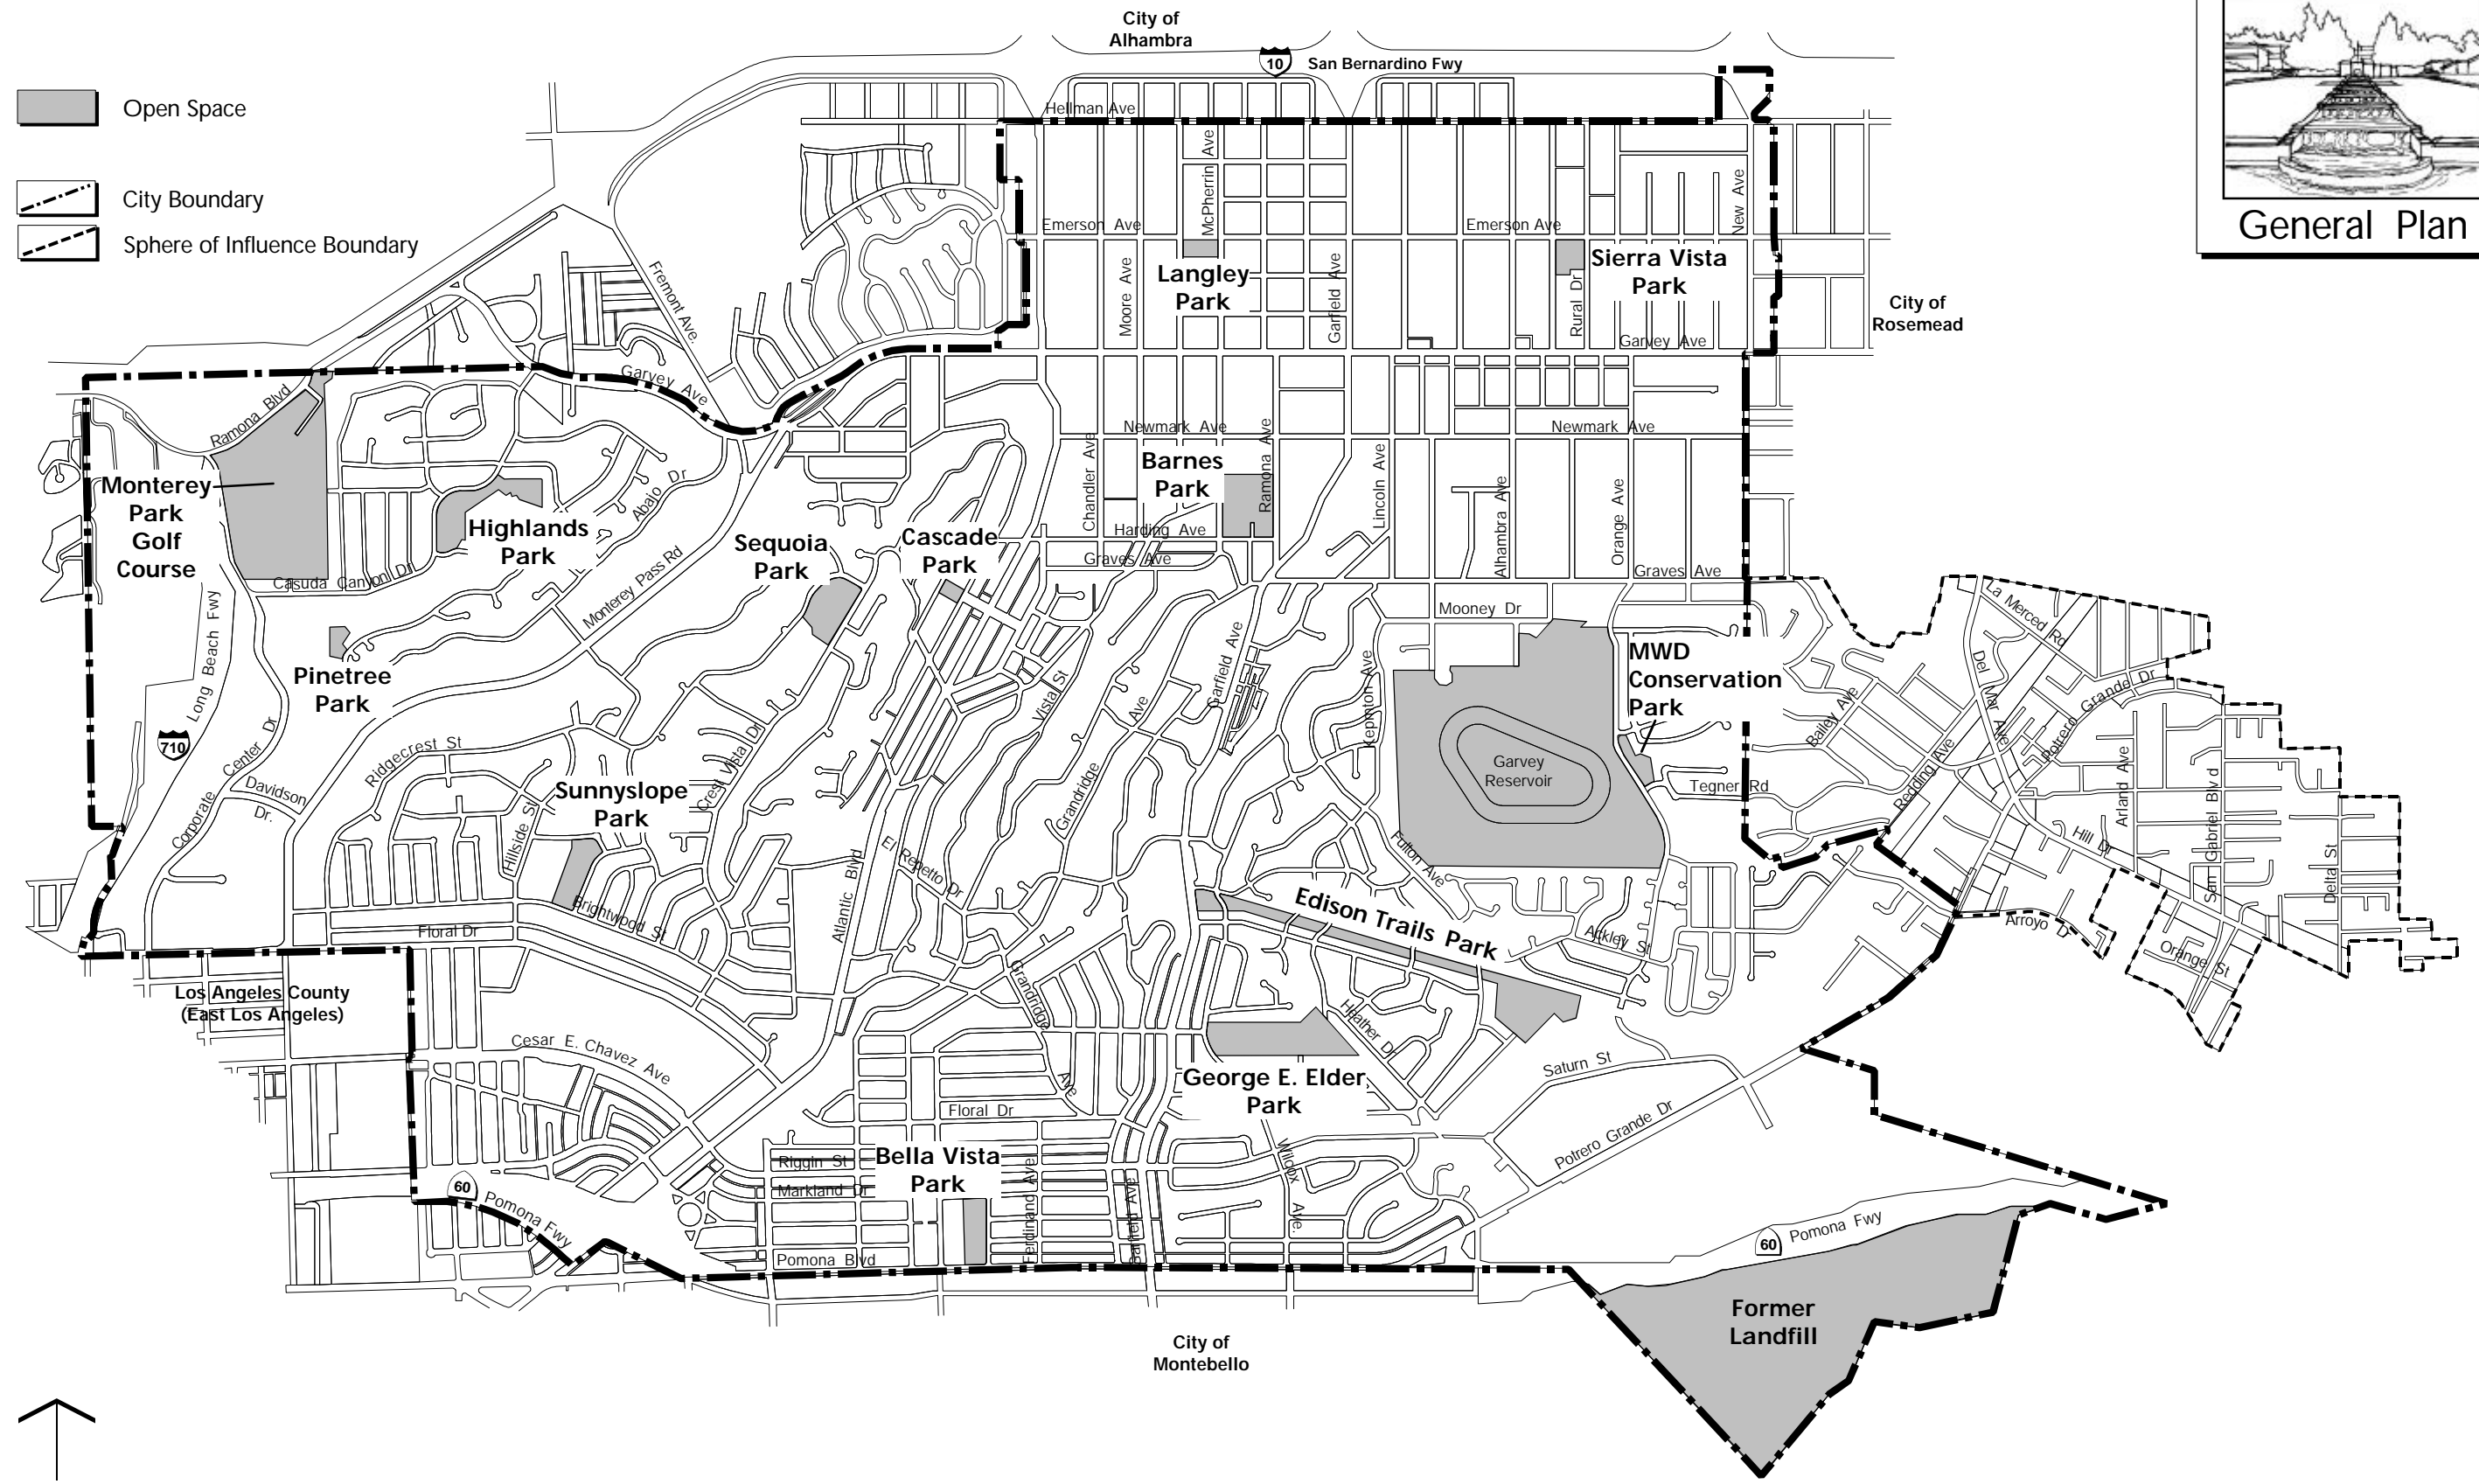 City of
Alhambra
10
San Bernardino Fwy
General Plan
Open Space
City Boundary
Sphere of Influence Boundary
Hellman Ave
McPherrin Ave
New Ave
Emerson Ave
Emerson Ave
Fremont Ave.
Moore Ave
Langley
Park
Garfield Ave
Rural Dr
Sierra Vista
Park
City of
Rosemead
Garvey Ave
Garvey Ave
Ramona Blvd
Newmark Ave
Newmark Ave
Chandler Ave
Barnes
Park
Ramona Ave
Lincoln Ave
Alhambra Ave
Orange Ave
Monterey
Park
Golf
Course
Highlands
Park
Abajo Dr
Sequoia
Park
Cascade
Park
Harding Ave
Graves Ave
Graves Ave
Casuda Canyon Dr
Monterey Pass Rd
Mooney Dr
La Merced Rd
Long Beach Fwy
710
Pinetree
Park
Vista St
Garfield Ave
Kepmton Ave
MWD
Conservation
Park
Del Mar Ave
Potrero Grande Dr
Bailey Ave
Redding Ave
Arland Ave
San Gabriel Blvd
Delta St
Hill Dr
Corporate Center Dr
Davidson
Dr.
Ridgecrest St
Crest Vista Dr
Sunnyslope
Park
Hillside St
Grandridge Ave
Garvey
Reservoir
Tegner Rd
El Repetto Dr
Atlantic Blvd
Fulton Ave
Brightwood St
Floral Dr
Edison Trails Park
Ackley St
Arroyo Dr
Orange St
Los Angeles County
(East Los Angeles)
Grandridge Ave
Heather Dr
Cesar E. Chavez Ave
Saturn St
George E. Elder
Park
Floral Dr
Potrero Grande Dr
Bella Vista
Park
Riggin St
Markland Dr
Ferdinand Ave
Garfield Ave
Wilcox Ave.
60
Pomona Fwy
Pomona Blvd
60
Pomona Fwy
Former
Landfill
City of
Montebello